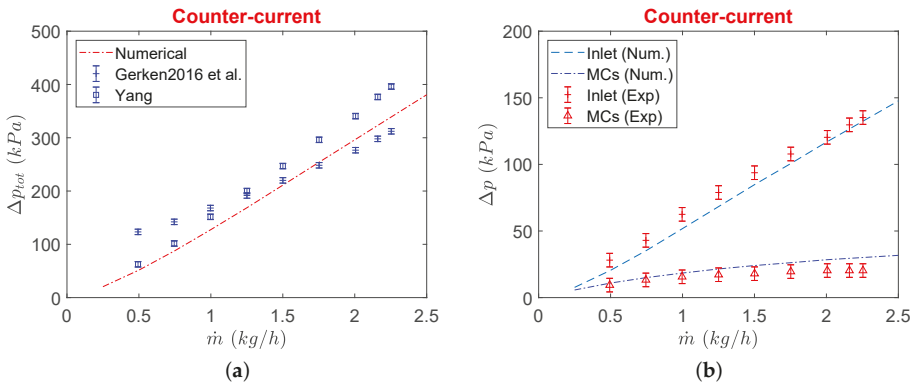 Counter-current
500
400
300
200
100
0
Δp_tot (kPa)
Numerical
Gerken2016 et al.
Yang
0 0.5 1 1.5 2 2.5
ṁ (kg/h)
(a)
Counter-current
200
150
100
50
0
Δp (kPa)
Inlet (Num.)
MCs (Num.)
Inlet (Exp)
MCs (Exp)
0 0.5 1 1.5 2 2.5
ṁ (kg/h)
(b)